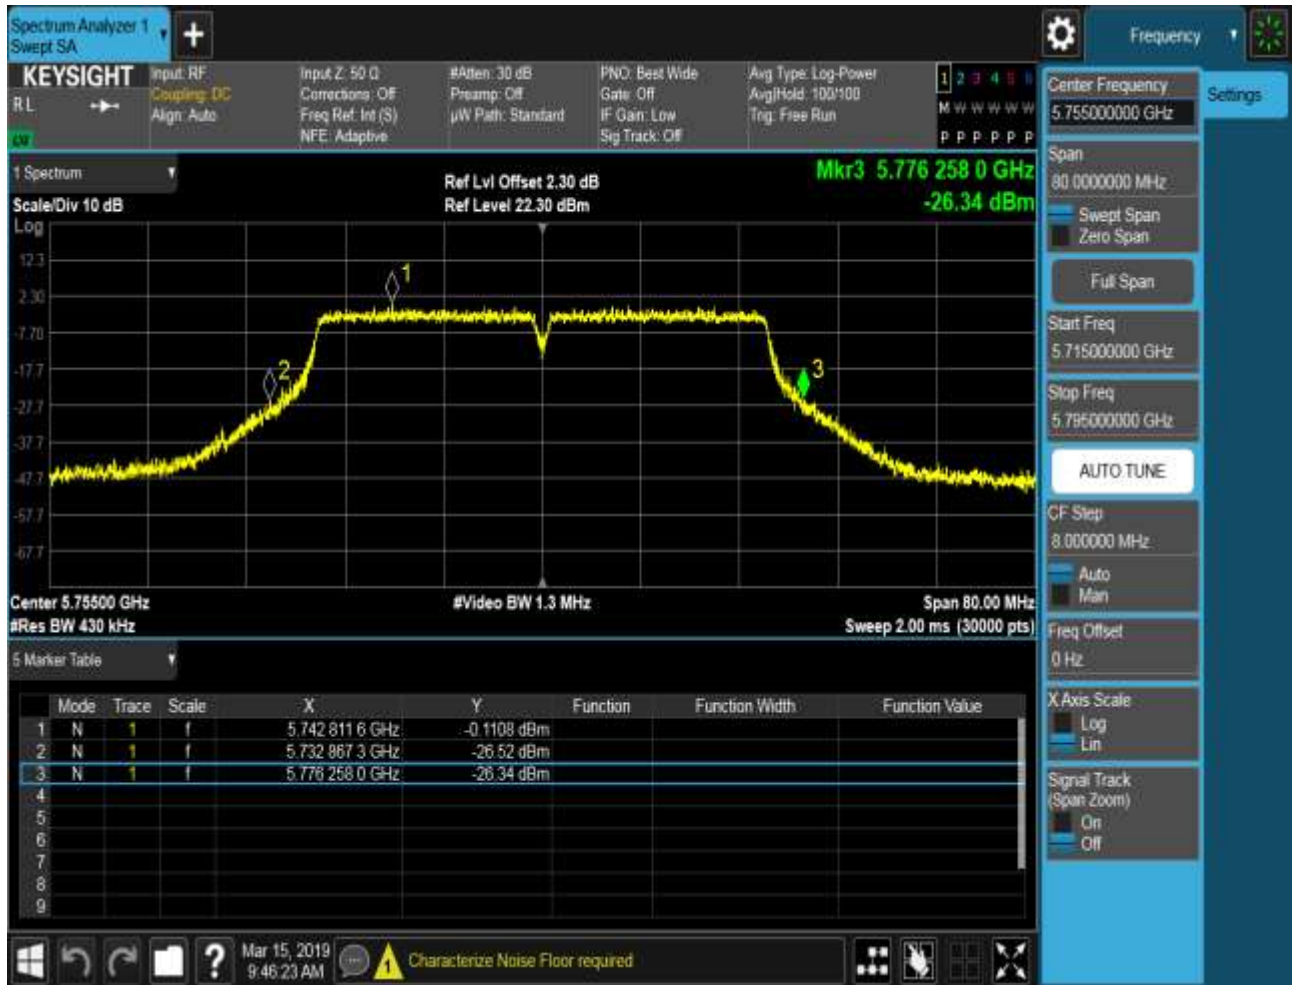 Spectrum Analyzer 1
Swept SA
+
Frequency
KEYSIGHT
RL
Input: RF
Coupling: DC
Align: Auto
Input Z: 50 Ω
Corrections: Off
Freq Ref: Int (S)
NFE: Adaptive
#Atten: 30 dB
Preamp: Off
µW Path: Standard
PNO: Best Wide
Gate: Off
IF Gain: Low
Sig Track: Off
Avg Type: Log-Power
Avg|Hold: 100/100
Trig: Free Run
1 2 3 4 5 6
M W W W W W
P P P P P P
1 Spectrum
Scale/Div 10 dB
Ref Lvl Offset 2.30 dB
Ref Level 22.30 dBm
Mkr3 5.776 258 0 GHz
-26.34 dBm
Log
12.3
2.30
-7.70
-17.7
-27.7
-37.7
-47.7
-57.7
-67.7
1
2
3
Center 5.75500 GHz
#Video BW 1.3 MHz
Span 80.00 MHz
#Res BW 430 kHz
Sweep 2.00 ms (30000 pts)
5 Marker Table
Mode Trace Scale X Y Function Function Width Function Value
1 N 1 f 5.742 811 6 GHz -0.1108 dBm
2 N 1 f 5.732 867 3 GHz -26.52 dBm
3 N 1 f 5.776 258 0 GHz -26.34 dBm
4
5
6
7
8
9
Center Frequency
5.755000000 GHz
Settings
Span
80.0000000 MHz
Swept Span
Zero Span
Full Span
Start Freq
5.715000000 GHz
Stop Freq
5.795000000 GHz
AUTO TUNE
CF Step
8.000000 MHz
Auto
Man
Freq Offset
0 Hz
X Axis Scale
Log
Lin
Signal Track
(Span Zoom)
On
Off
?
Mar 15, 2019
9:46:23 AM
1
Characterize Noise Floor required